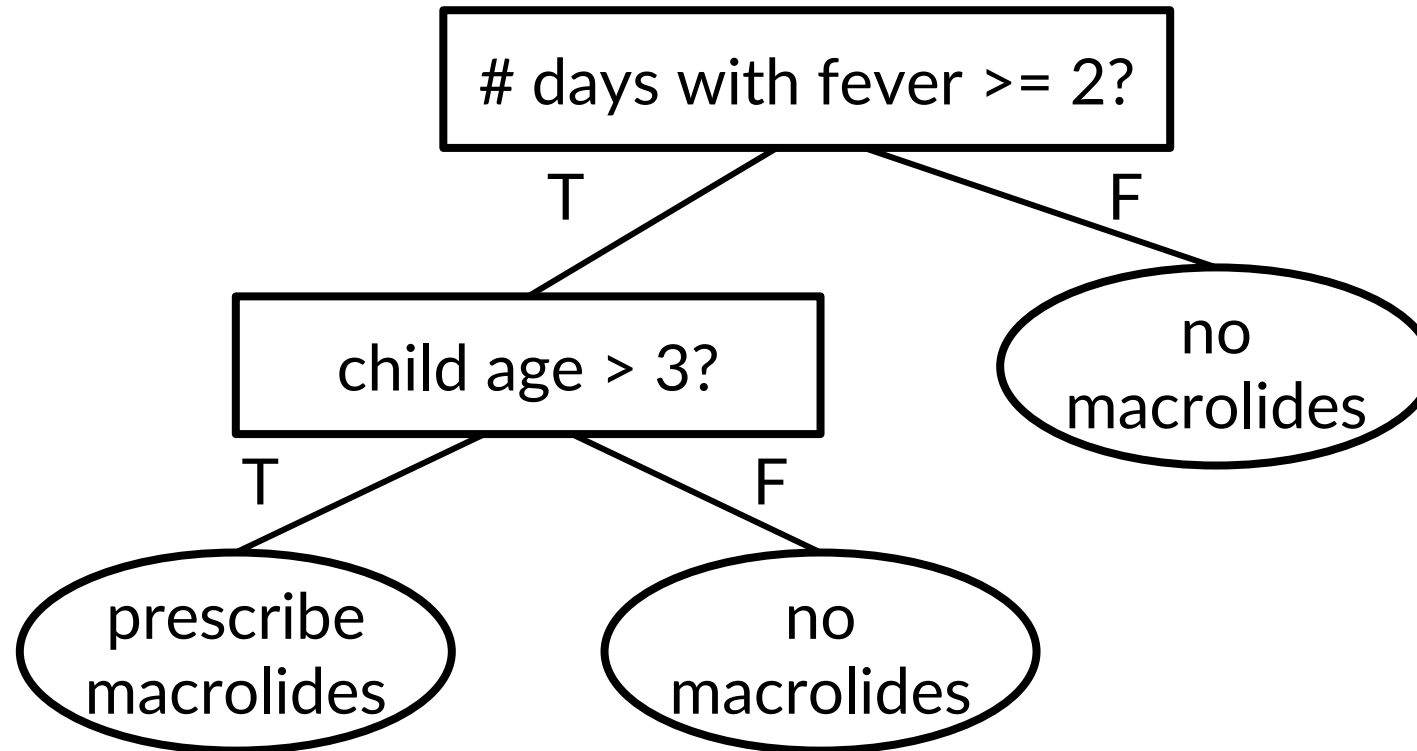 # days with fever >= 2?
T
F
child age > 3?
no
macrolides
T
F
prescribe
macrolides
no
macrolides